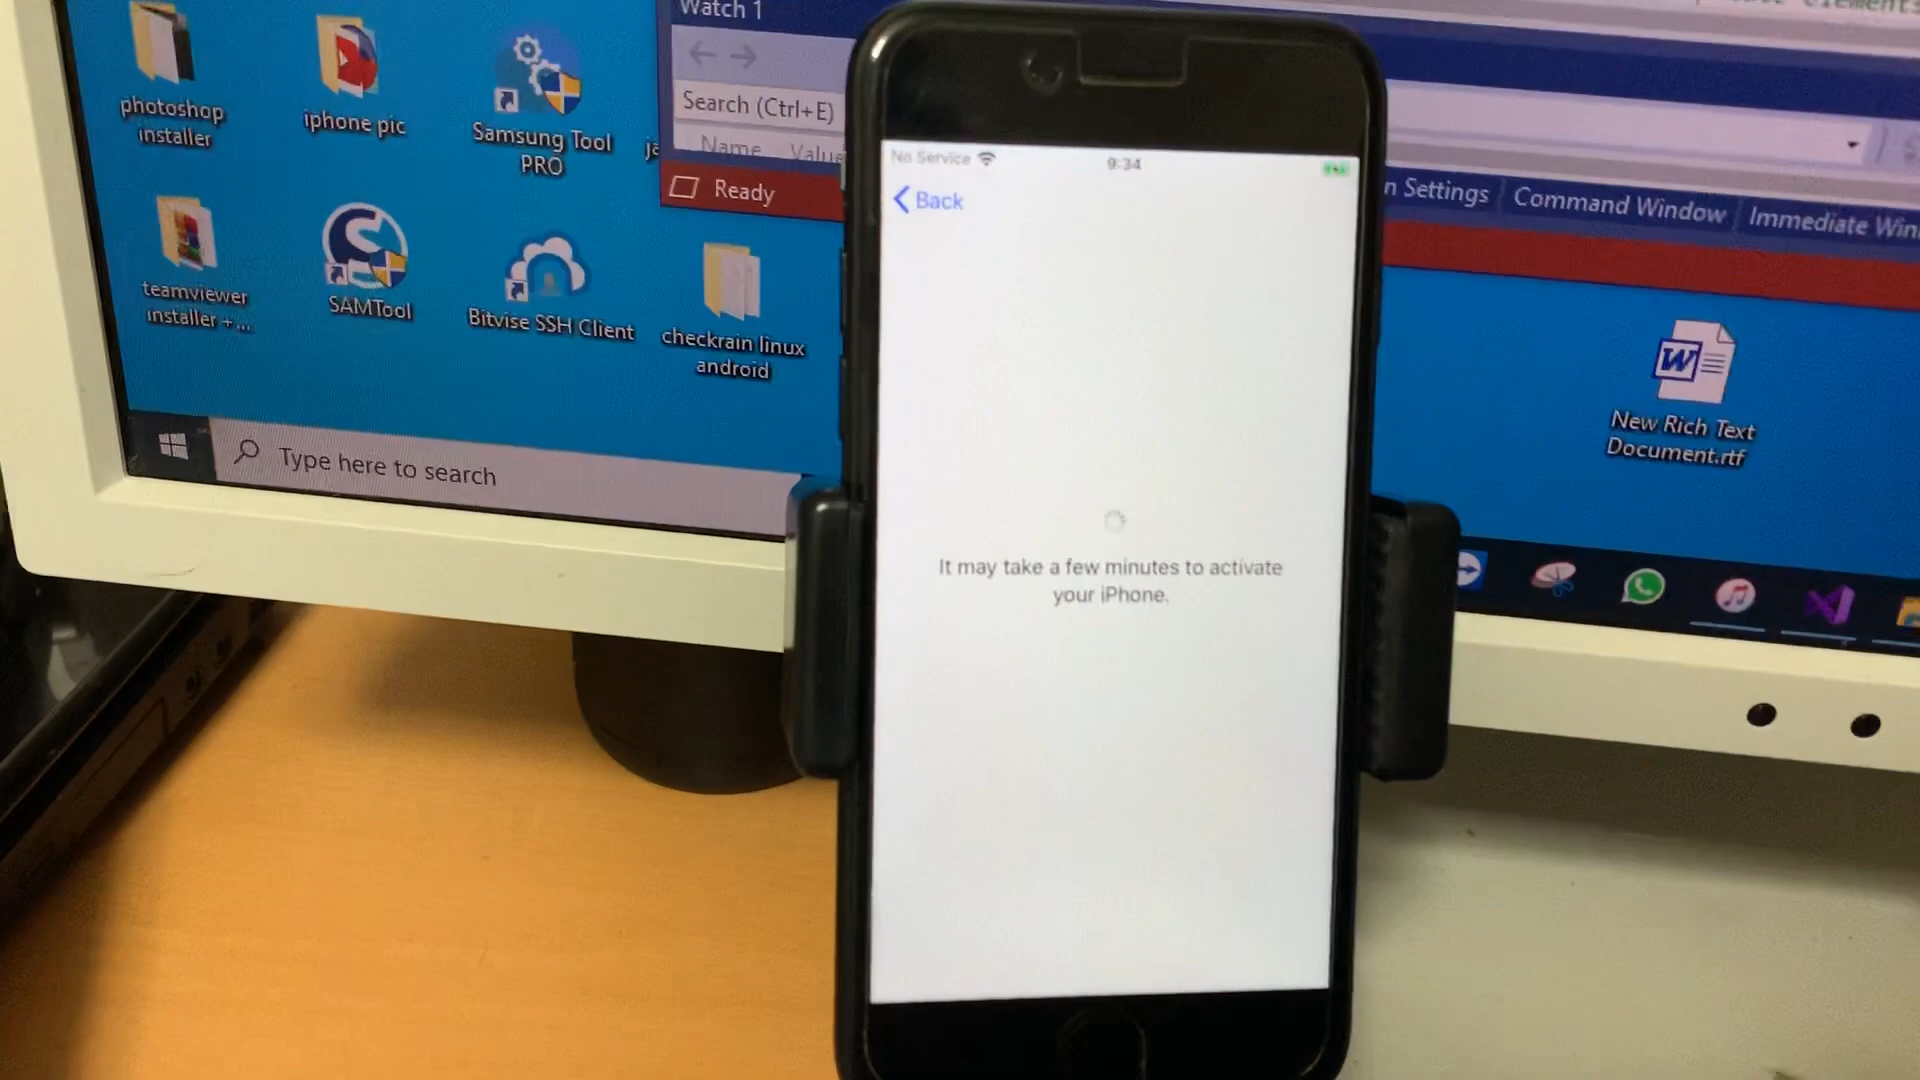 Watch 1
Search (Ctrl+E)
Name Value
Ready
photoshop
installer
iphone pic
Samsung Tool
PRO
teamviewer
installer +...
SAMTool
Bitvise SSH Client
checkrain linux
android
Type here to search
No Service
9:34
Back
It may take a few minutes to activate
your iPhone.
elements
n Settings
Command Window
Immediate Win
W
New Rich Text
Document.rtf